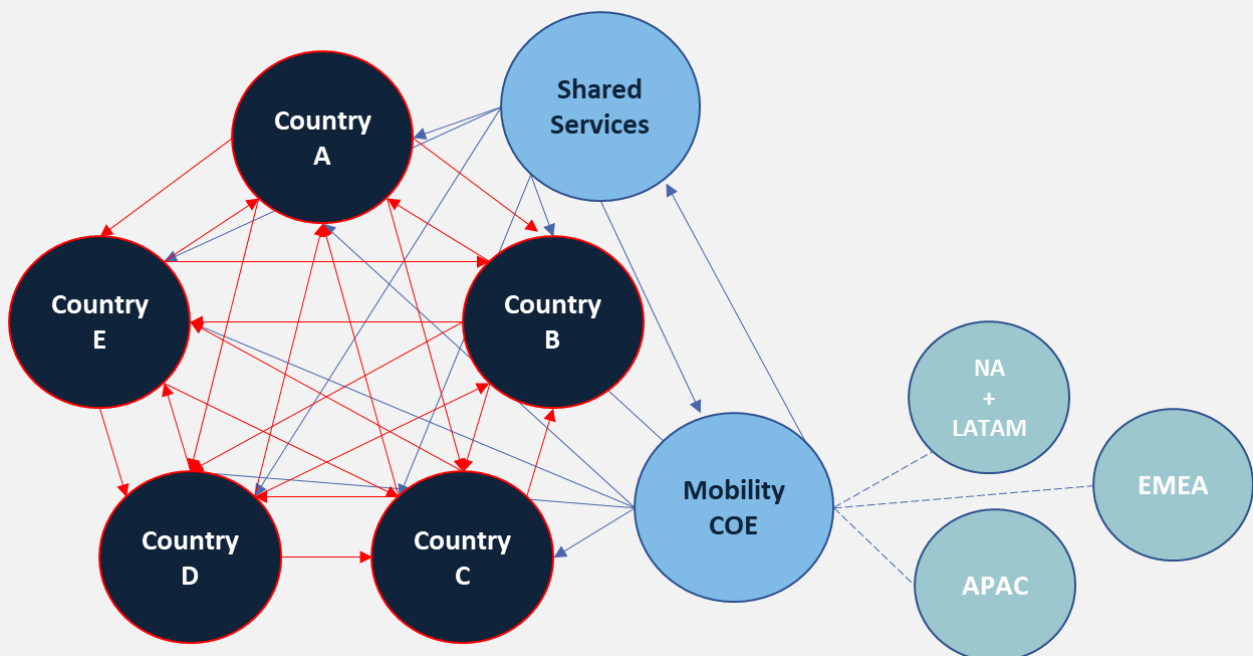 Shared
Services
Country
A
Country
E
Country
B
NA
+
LATAM
EMEA
Mobility
COE
Country
D
Country
C
APAC